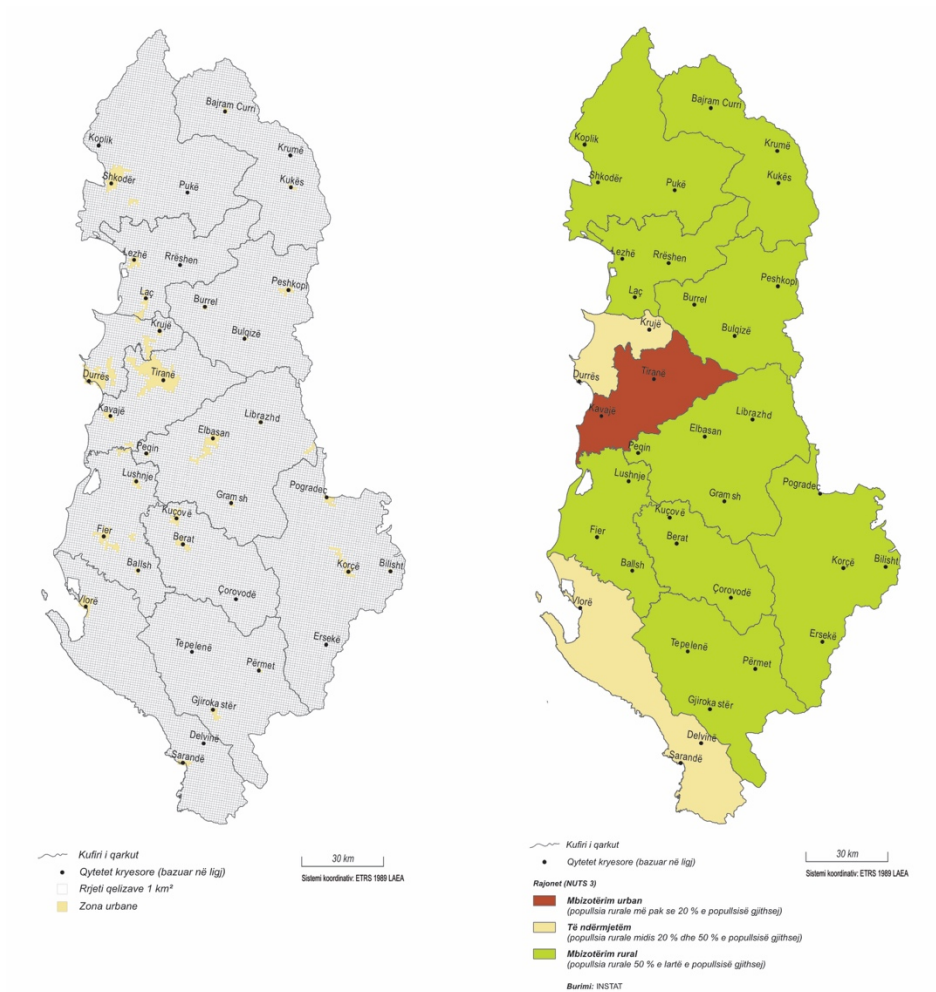 Bajram Curri
Koplik
Krumë
Shkodër
Pukë
Kukës
Lezhë
Rrëshen
Peshkopi
Laç
Burrel
Krujë
Bulqizë
Durrës
Tiranë
Kavajë
Librazhd
Elbasan
Peqin
Lushnje
Gramsh
Pogradeç
Kuçovë
Fier
Berat
Ballsh
Korçë
Bilisht
Vlorë
Çorovodë
Ersekë
Tepelenë
Përmet
Gjirokastër
Delvinë
Sarandë
Kufiri i qarkut
Qytetet kryesore (bazuar në ligj)
Rrjeti qelizave 1 km²
Zona urbane
30 km
Sistemi koordinativ: ETRS 1989 LAEA
Bajram Curri
Koplik
Krumë
Shkodër
Pukë
Kukës
Lezhë
Rrëshen
Peshkopi
Laç
Burrel
Krujë
Bulqizë
Durrës
Tiranë
Kavajë
Librazhd
Elbasan
Peqin
Lushnje
Gramsh
Pogradeç
Kuçovë
Fier
Berat
Ballsh
Korçë
Bilisht
Vlorë
Çorovodë
Ersekë
Tepelenë
Përmet
Gjirokastër
Delvinë
Sarandë
Kufiri i qarkut
Qytetet kryesore (bazuar në ligj)
30 km
Sistemi koordinativ: ETRS 1989 LAEA
Rajonet (NUTS 3)
Mbizotërim urban
(popullsia rurale më pak se 20 % e popullsisë gjithsej)
Të ndërmjetëm
(popullsia rurale midis 20 % dhe 50 % e popullsisë gjithsej)
Mbizotërim rural
(popullsia rurale 50 % e lartë e popullsisë gjithsej)
Burimi: INSTAT